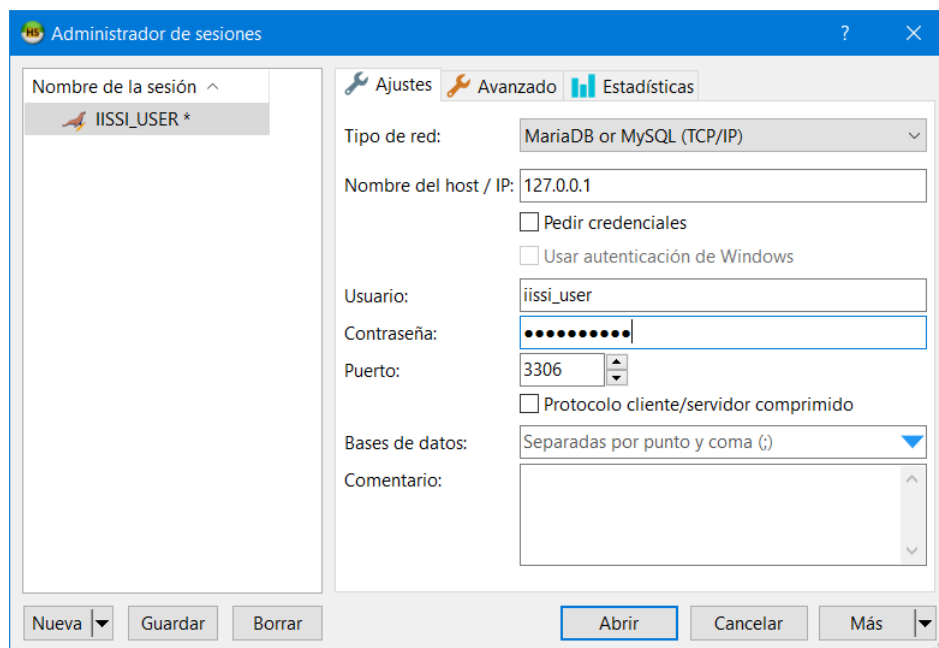 HS Administrador de sesiones ?
Nombre de la sesión
IISSI_USER *
Ajustes Avanzado Estadísticas
Tipo de red: MariaDB or MySQL (TCP/IP)
Nombre del host / IP: 127.0.0.1
Pedir credenciales
Usar autenticación de Windows
Usuario: iissi_user
Contraseña: ●●●●●●●●●●
Puerto: 3306
Protocolo cliente/servidor comprimido
Bases de datos: Separadas por punto y coma (;)
Comentario:
Nueva Guardar Borrar Abrir Cancelar Más